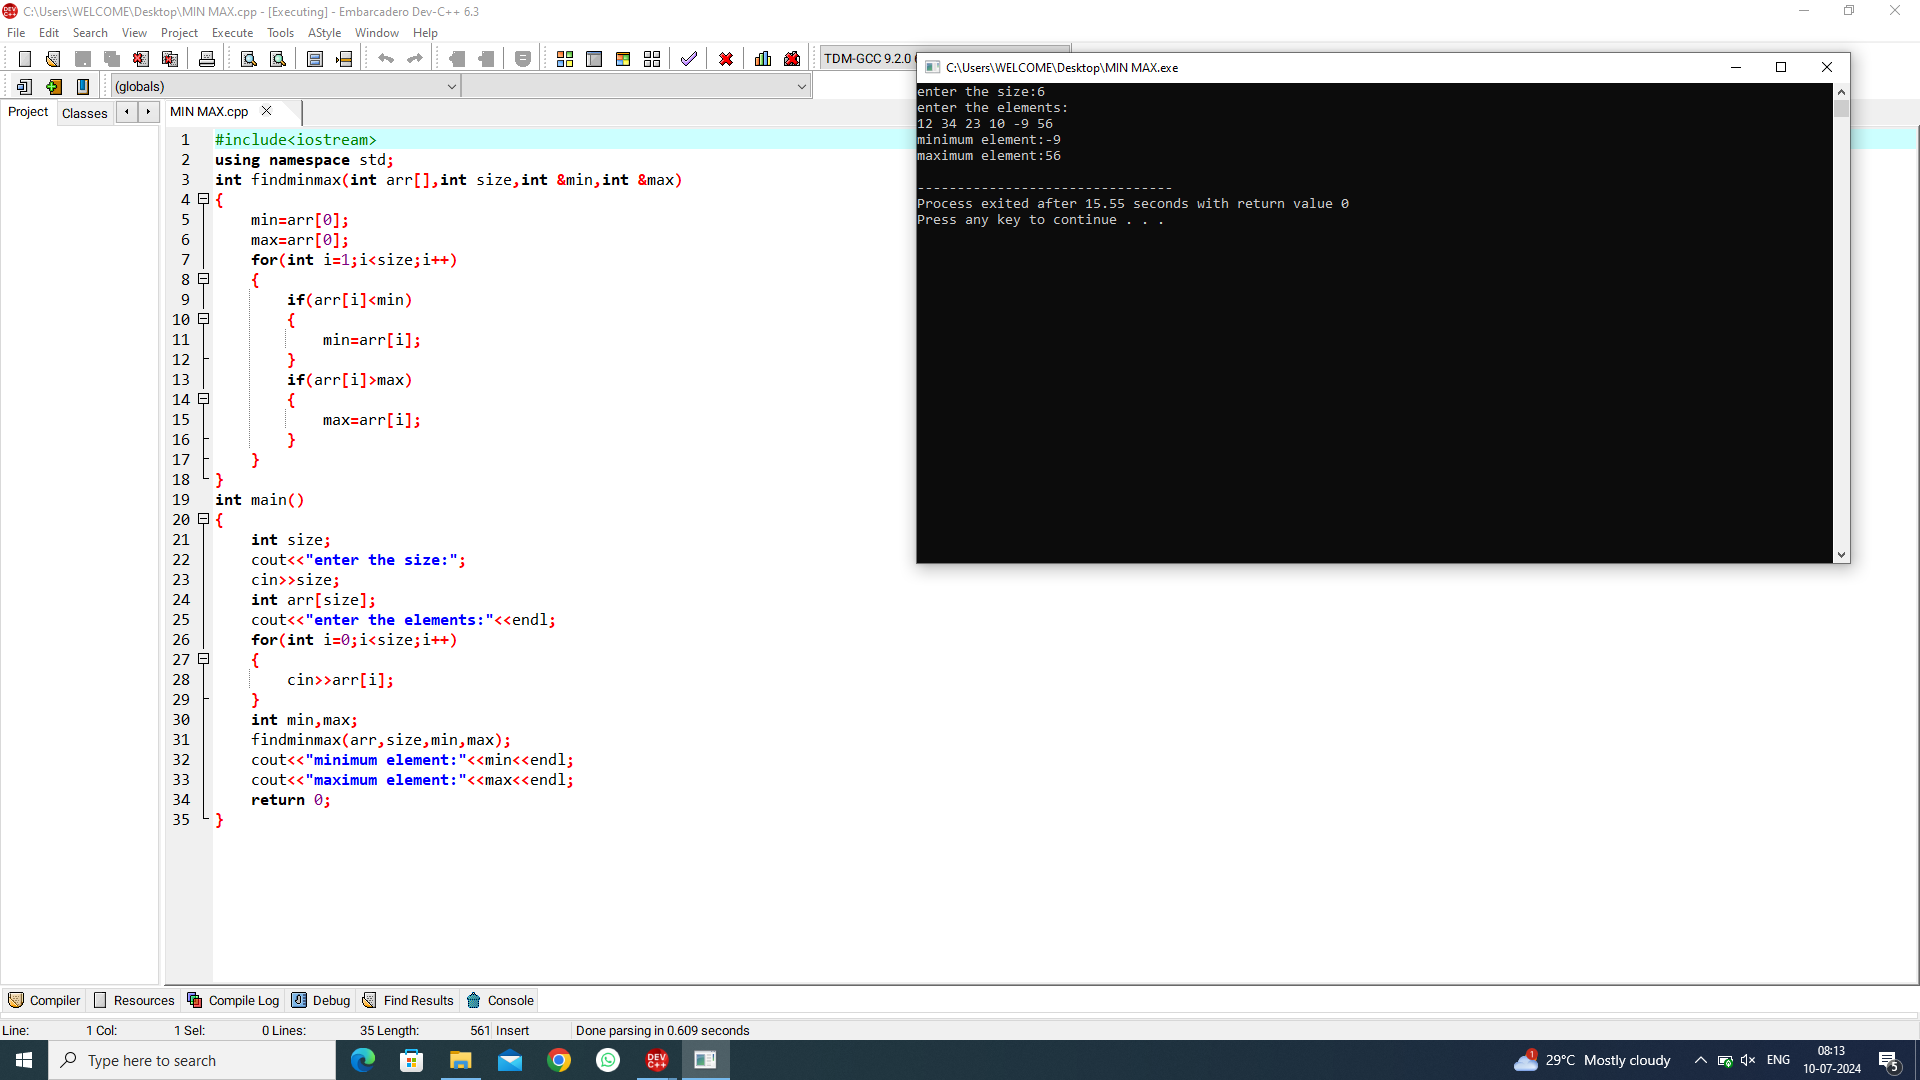 C:\Users\WELCOME\Desktop\MIN MAX.cpp - [Executing] - Embarcadero Dev-C++ 6.3
File Edit Search View Project Execute Tools AStyle Window Help
TDM-GCC 9.2.0
(globals)
Project Classes
MIN MAX.cpp
1 #include<iostream>
2 using namespace std;
3 int findminmax(int arr[],int size,int &min,int &max)
4 {
5 min=arr[0];
6 max=arr[0];
7 for(int i=1;i<size;i++)
8 {
9 if(arr[i]<min)
10 {
11 min=arr[i];
12 }
13 if(arr[i]>max)
14 {
15 max=arr[i];
16 }
17 }
18 }
19 int main()
20 {
21 int size;
22 cout<<"enter the size:";
23 cin>>size;
24 int arr[size];
25 cout<<"enter the elements:"<<endl;
26 for(int i=0;i<size;i++)
27 {
28 cin>>arr[i];
29 }
30 int min,max;
31 findminmax(arr,size,min,max);
32 cout<<"minimum element:"<<min<<endl;
33 cout<<"maximum element:"<<max<<endl;
34 return 0;
35 }
C:\Users\WELCOME\Desktop\MIN MAX.exe
enter the size:6
enter the elements:
12 34 23 10 -9 56
minimum element:-9
maximum element:56
--------------------------------
Process exited after 15.55 seconds with return value 0
Press any key to continue . . .
Compiler Resources Compile Log Debug Find Results Console
Line: 1 Col: 1 Sel: 0 Lines: 35 Length: 561 Insert Done parsing in 0.609 seconds
Type here to search
DEV C++
1
29°C Mostly cloudy
ENG
08:13
10-07-2024
5